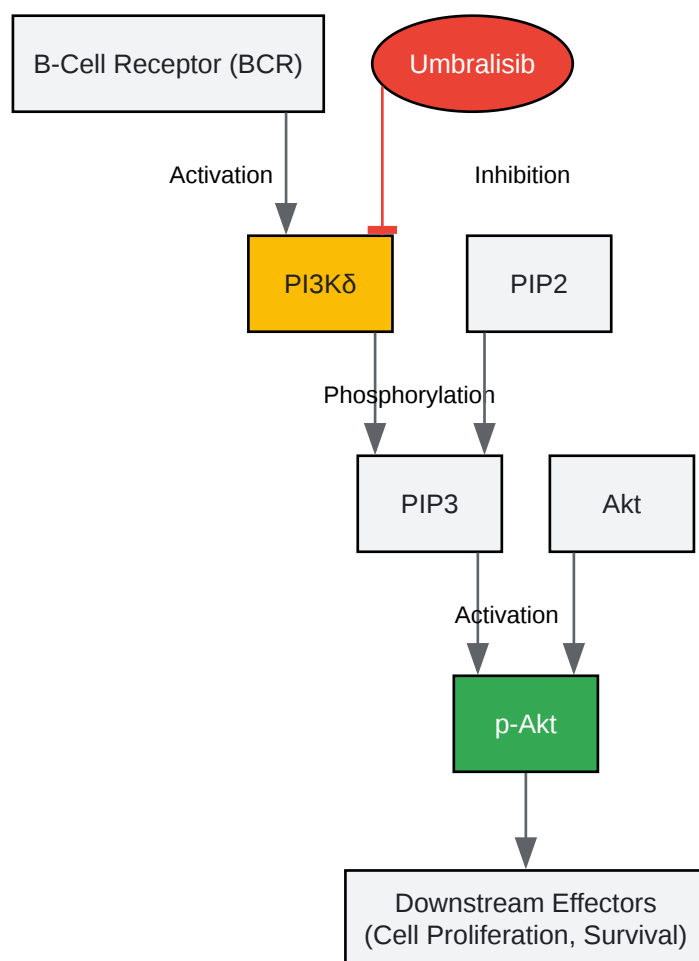 B-Cell Receptor (BCR)
Umbralisib
Activation
Inhibition
PI3Kδ
PIP2
Phosphorylation
PIP3
Akt
Activation
p-Akt
Downstream Effectors
(Cell Proliferation, Survival)